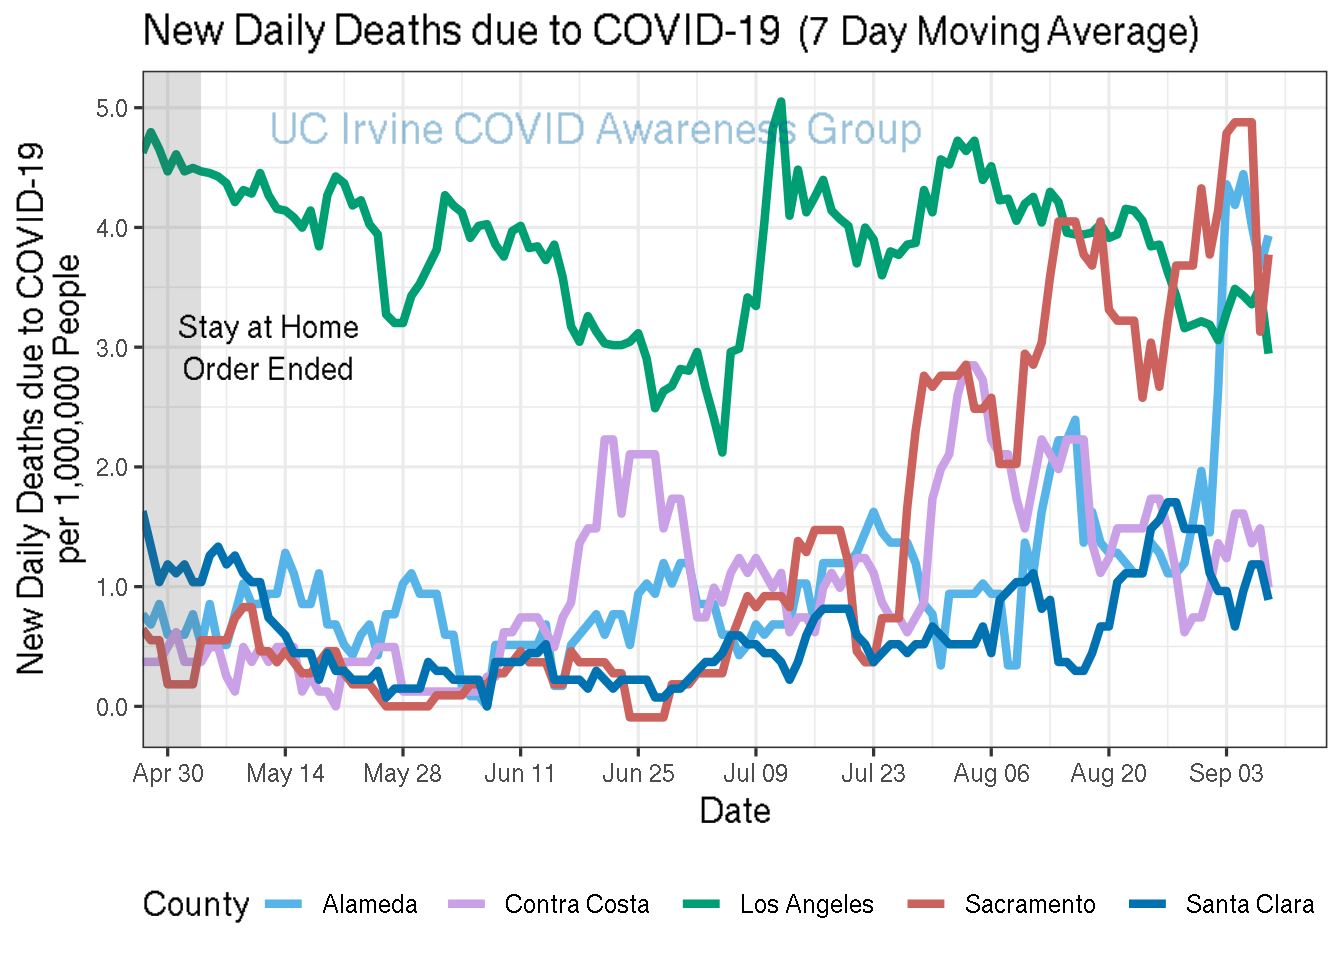 New Daily Deaths due to COVID-19 (7 Day Moving Average)
UC Irvine COVID Awareness Group
New Daily Deaths due to COVID-19
per 1,000,000 People
5.0
4.0
3.0
2.0
1.0
0.0
Stay at Home
Order Ended
Apr 30 May 14 May 28 Jun 11 Jun 25 Jul 09 Jul 23 Aug 06 Aug 20 Sep 03
Date
County Alameda Contra Costa Los Angeles Sacramento Santa Clara